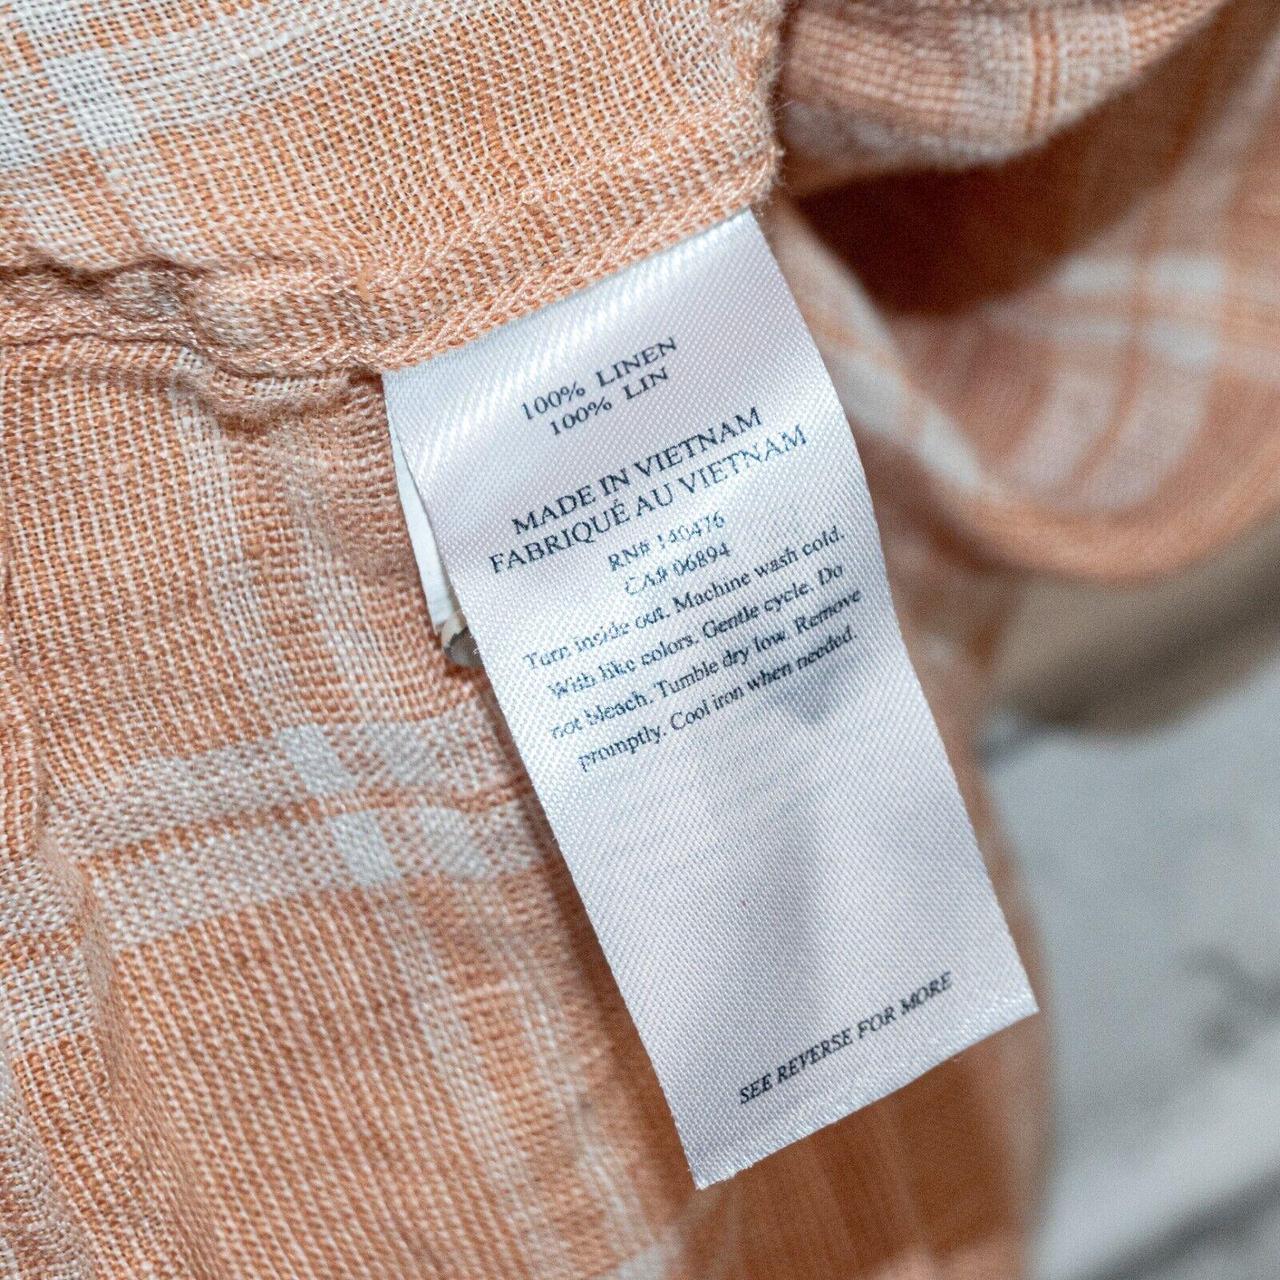 100% LINEN
100% LIN
MADE IN VIETNAM
FABRIQUÉ AU VIETNAM
RN# 140476
CA# 06894
Turn inside out. Machine wash cold.
With like colors. Gentle cycle. Do
not bleach. Tumble dry low. Remove
promptly. Cool iron when needed.
SEE REVERSE FOR MORE